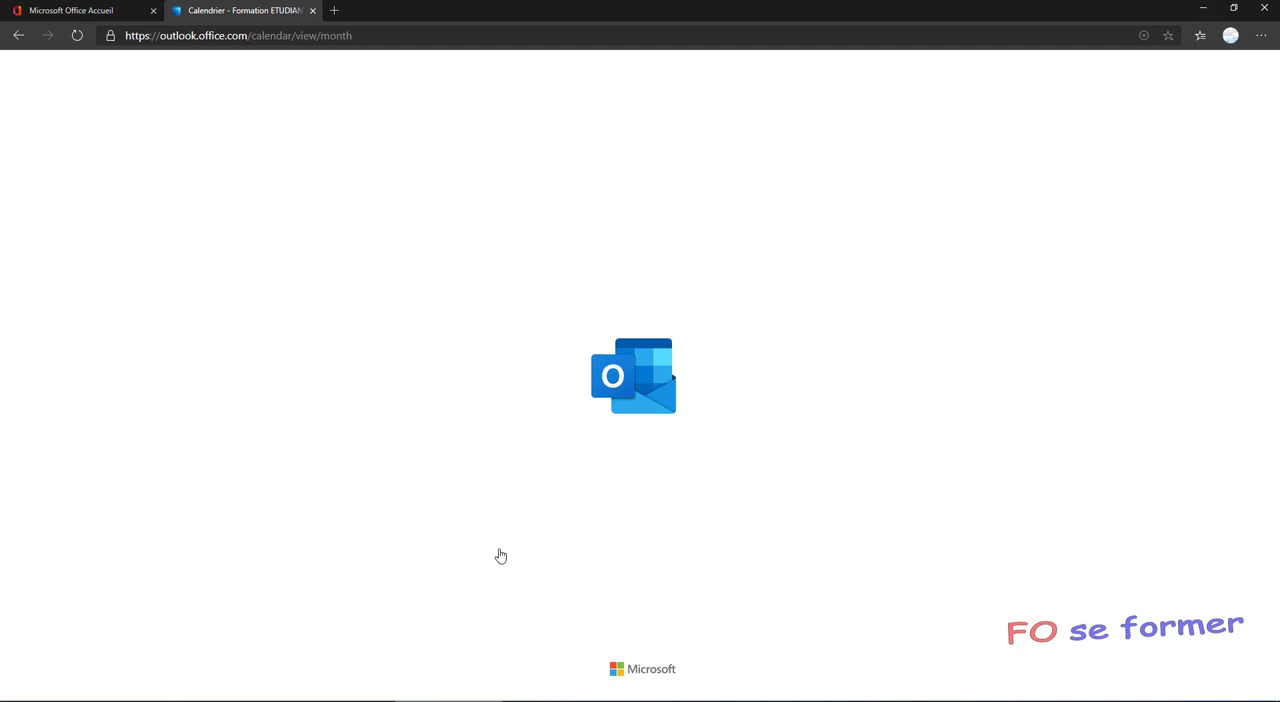 Microsoft Office Accueil
Calendrier - Formation ETUDIAN
https://outlook.office.com/calendar/view/month
O
FO se former
Microsoft